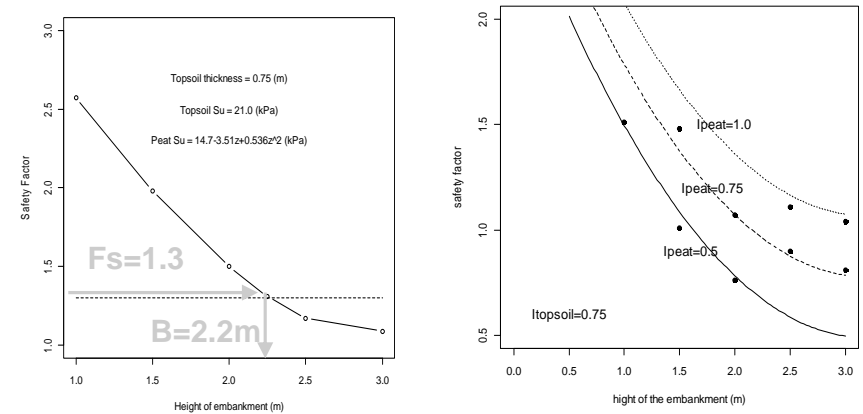 3.0
2.5
2.0
1.5
1.0
Safety Factor
Topsoil thickness = 0.75 (m)
Topsoil Su = 21.0 (kPa)
Peat Su = 14.7-3.51z+0.536z^2 (kPa)
Fs=1.3
B=2.2m
1.0 1.5 2.0 2.5 3.0
Height of embankment (m)
2.0
1.5
1.0
0.5
safety factor
Ipeat=1.0
Ipeat=0.75
Ipeat=0.5
Itopsoil=0.75
0.0 0.5 1.0 1.5 2.0 2.5 3.0
hight of the embankment (m)